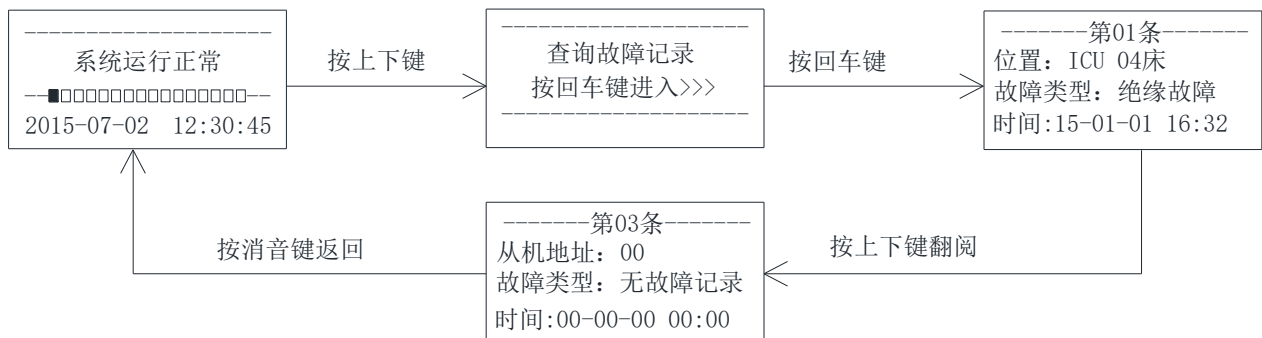 --------------------
系统运行正常
--■□□□□□□□□□□□□□□□--
2015-07-02 12:30:45
按上下键
--------------------
查询故障记录
按回车键进入>>>
--------------------
按回车键
-------第01条-------
位置：ICU 04床
故障类型：绝缘故障
时间:15-01-01 16:32
按上下键翻阅
-------第03条-------
从机地址：00
故障类型：无故障记录
时间:00-00-00 00:00
按消音键返回